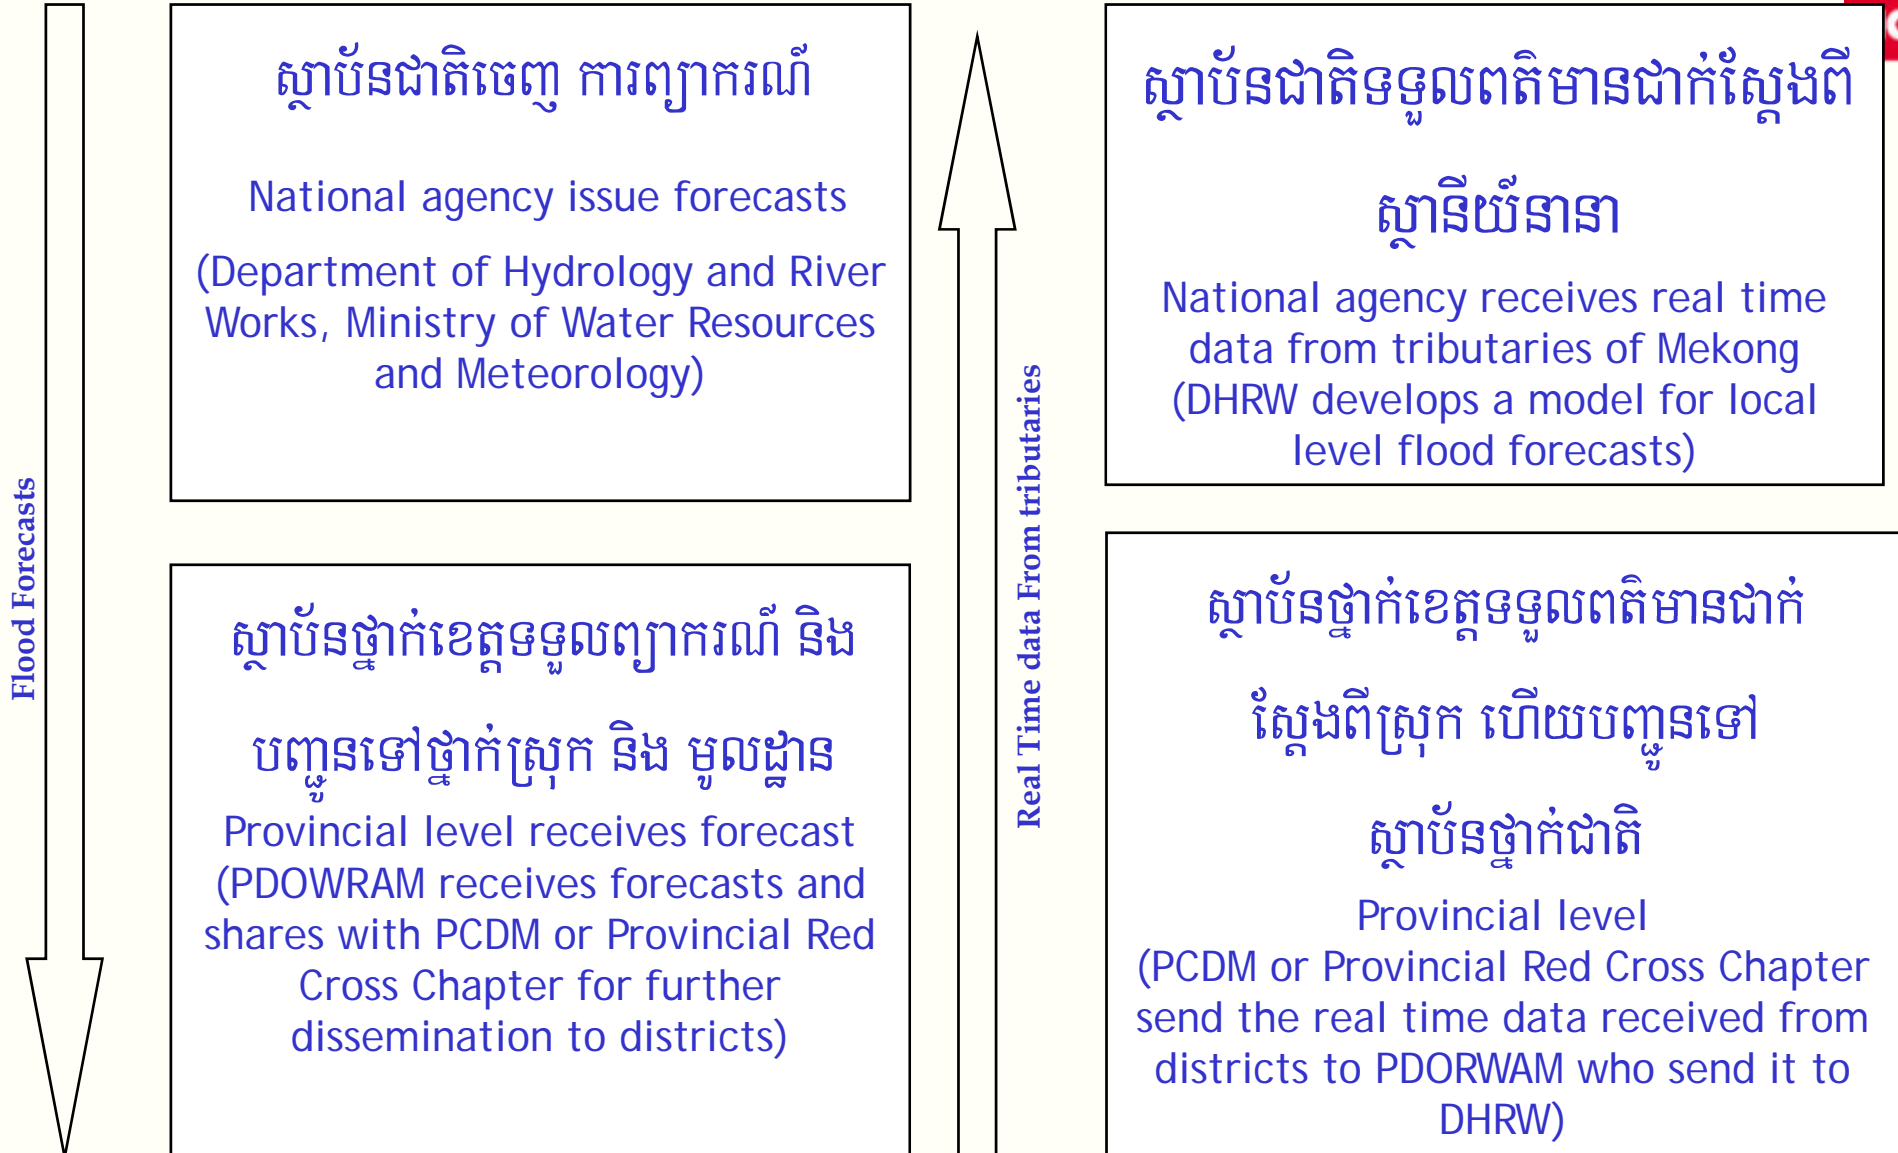 Flood Forecasts
ស្ថាប័នជាតិចេញ ការព្យាករណ៍
National agency issue forecasts
(Department of Hydrology and River
Works, Ministry of Water Resources
and Meteorology)
ស្ថាប័នថ្នាក់ខេត្តទទួលព្យាករណ៍ និង
បញ្ជូនទៅថ្នាក់ស្រុក និង មូលដ្ឋាន
Provincial level receives forecast
(PDOWRAM receives forecasts and
shares with PCDM or Provincial Red
Cross Chapter for further
dissemination to districts)
Real Time data From tributaries
ស្ថាប័នជាតិទទួលពត៌មានជាក់ស្តែងពី
ស្ថានីយ៍នានា
National agency receives real time
data from tributaries of Mekong
(DHRW develops a model for local
level flood forecasts)
ស្ថាប័នថ្នាក់ខេត្តទទួលពត៌មានជាក់
ស្តែងពីស្រុក ហើយបញ្ជូនទៅ
ស្ថាប័នថ្នាក់ជាតិ
Provincial level
(PCDM or Provincial Red Cross Chapter
send the real time data received from
districts to PDORWAM who send it to
DHRW)